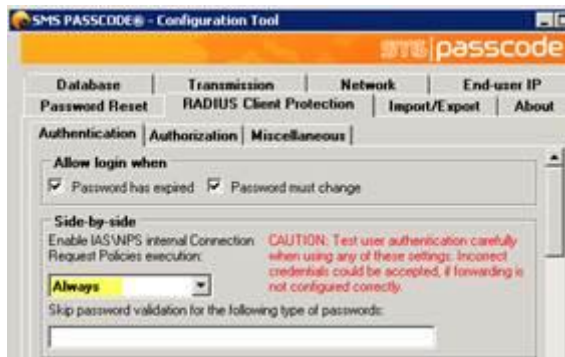 SMS PASSCODE® - Configuration Tool
sms passcode
Database Transmission Network End-user IP
Password Reset RADIUS Client Protection Import/Export About
Authentication Authorization Miscellaneous
Allow login when
Password has expired Password must change
Side-by-side
Enable IAS\NPS internal Connection
Request Policies execution:
CAUTION: Test user authentication carefully
when using any of these settings. Incorrect
credentials could be accepted, if forwarding is
not configured correctly.
Always
Skip password validation for the following type of passwords: